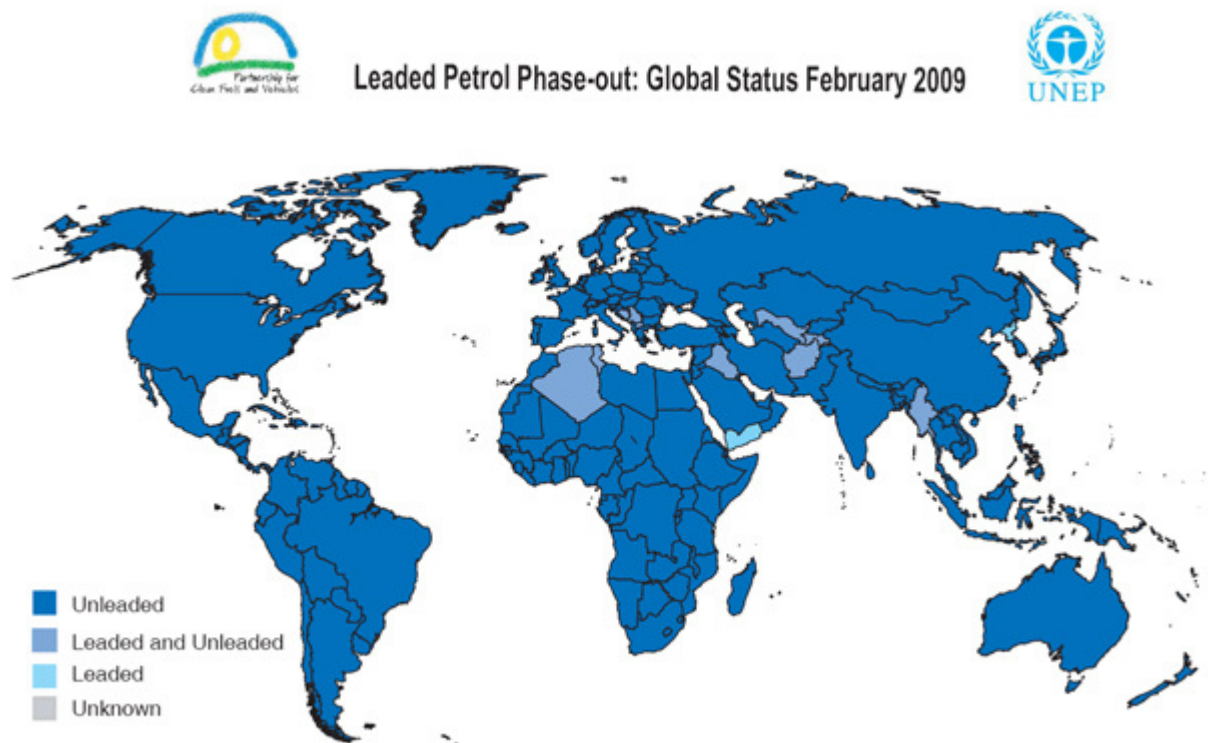 Partnership for
Clean Fuels and Vehicles
Leaded Petrol Phase-out: Global Status February 2009
UNEP
Unleaded
Leaded and Unleaded
Leaded
Unknown